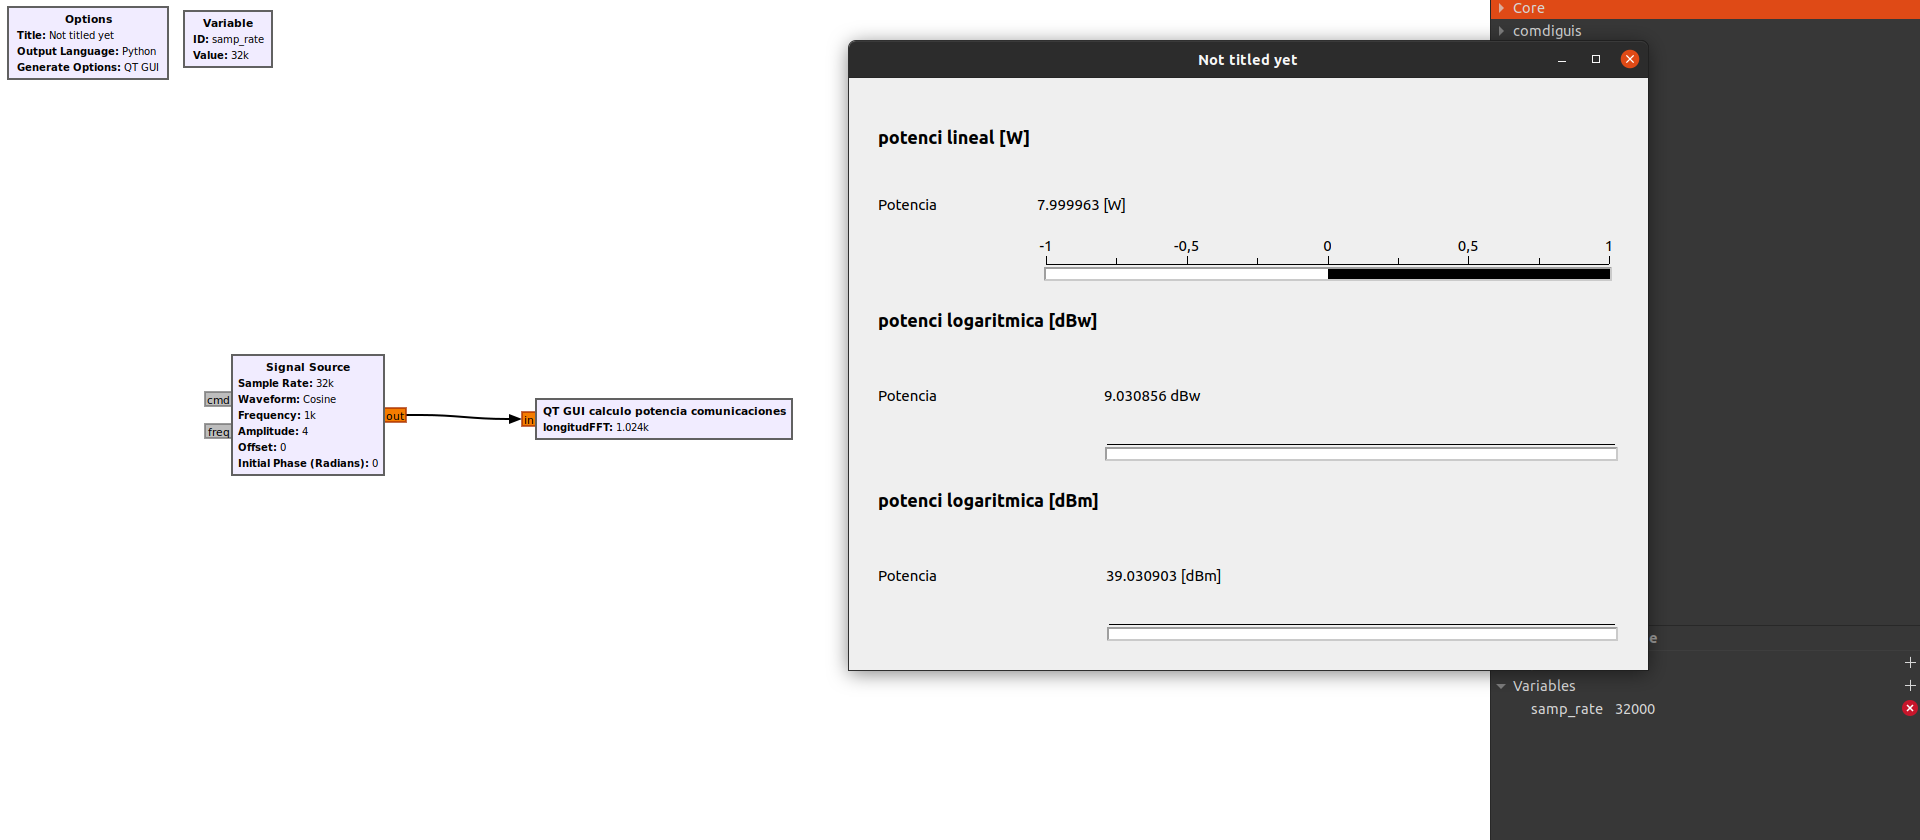 Options
Title: Not titled yet
Output Language: Python
Generate Options: QT GUI
Variable
ID: samp_rate
Value: 32k
Signal Source
Sample Rate: 32k
Waveform: Cosine
Frequency: 1k
Amplitude: 4
Offset: 0
Initial Phase (Radians): 0
cmd
freq
out
in
QT GUI calculo potencia comunicaciones
longitudFFT: 1.024k
Not titled yet
potenci lineal [W]
Potencia 7.999963 [W]
-1 -0,5 0 0,5 1
potenci logaritmica [dBw]
Potencia 9.030856 dBw
potenci logaritmica [dBm]
Potencia 39.030903 [dBm]
Core
comdiguis
e
Variables
samp_rate 32000